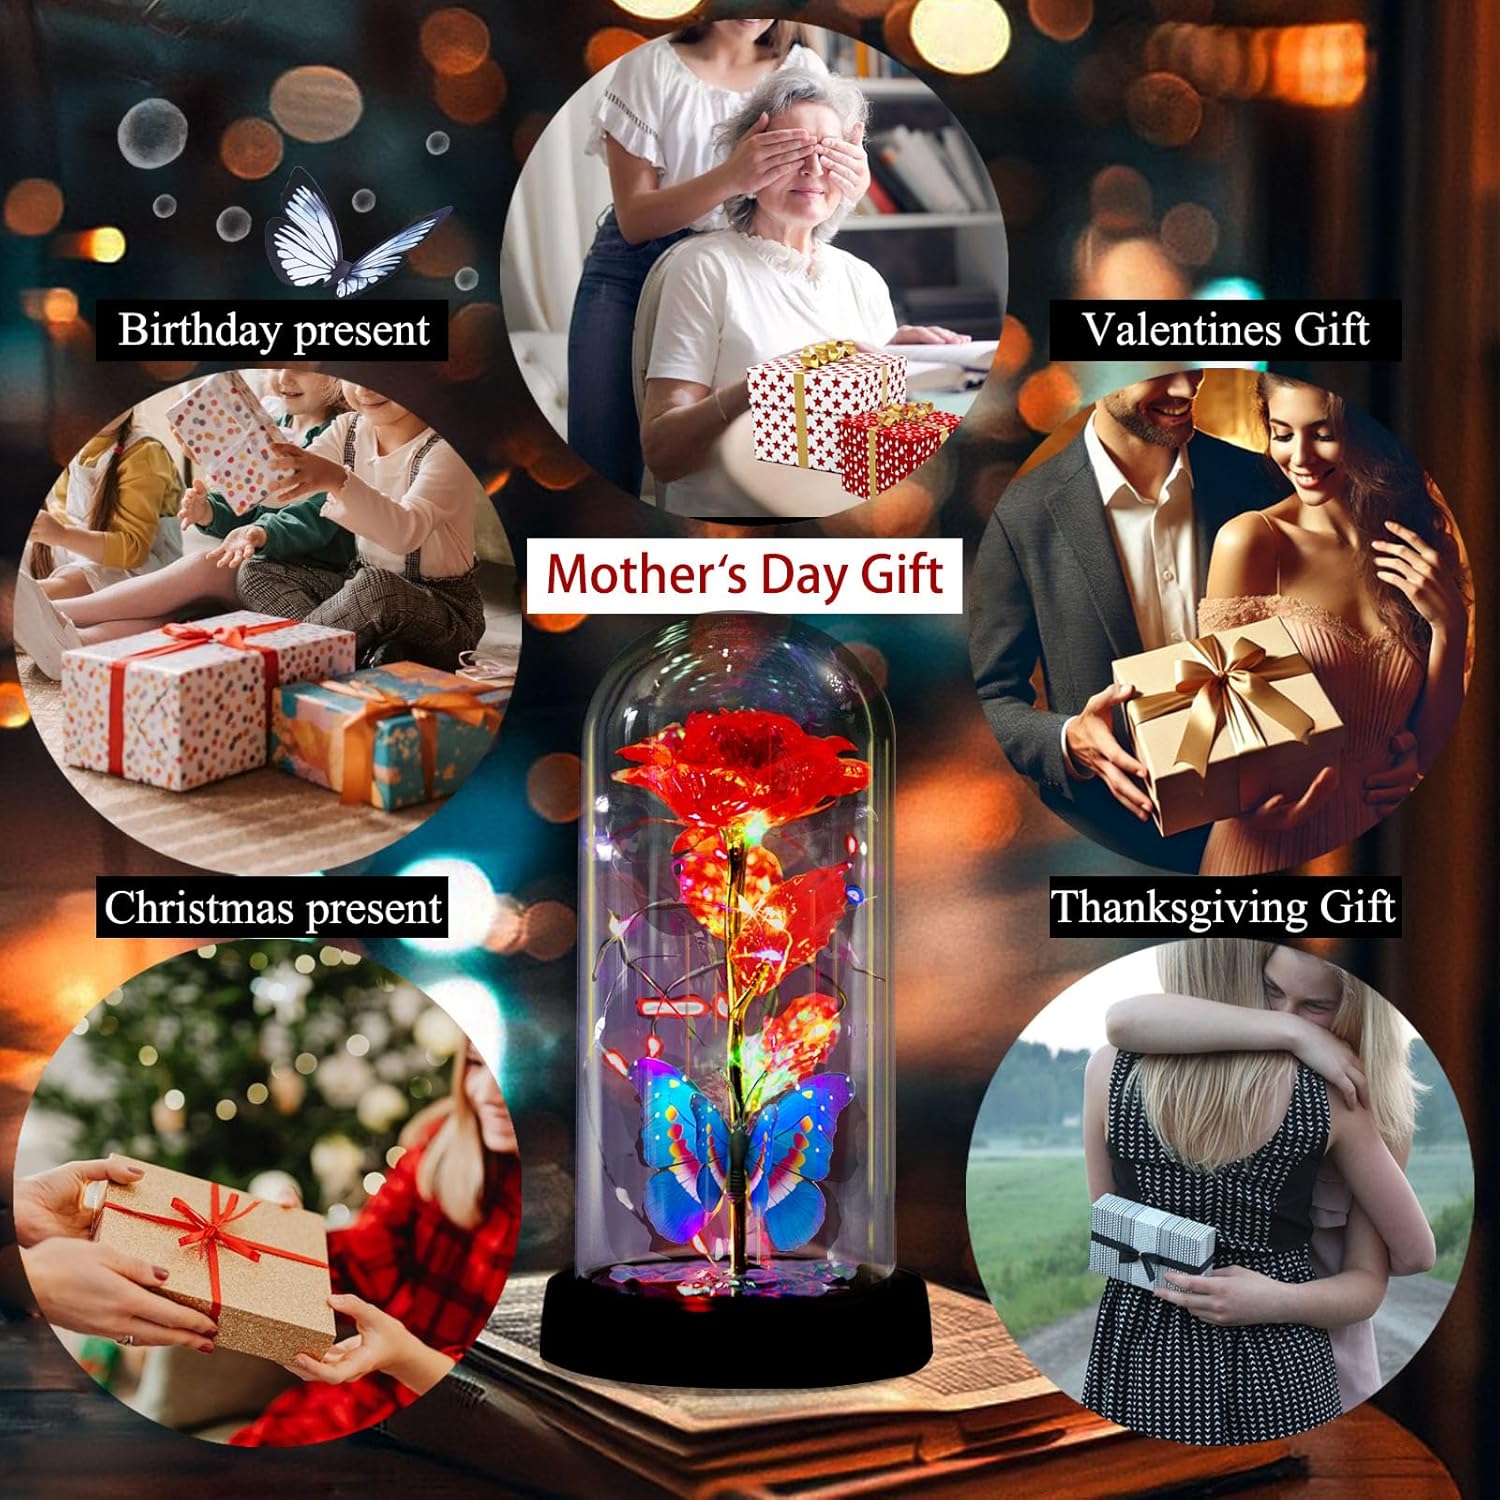 Birthday present
Valentines Gift
Mother‘s Day Gift
Christmas present
Thanksgiving Gift